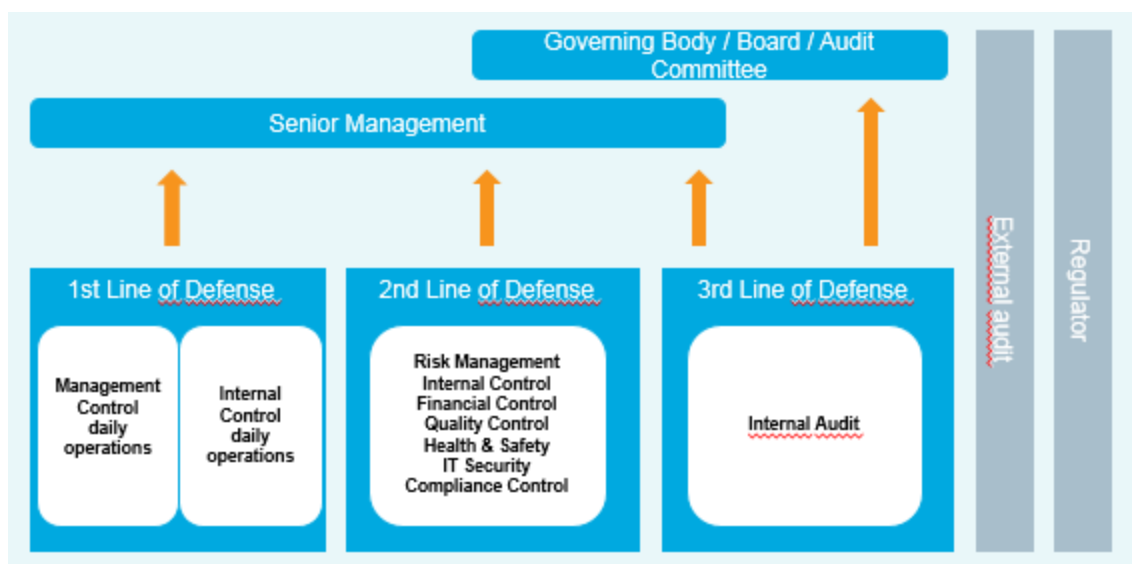 Governing Body / Board / Audit
Committee
Senior Management
1st Line of Defense
Management
Control
daily
operations
Internal
Control
daily
operations
2nd Line of Defense
Risk Management
Internal Control
Financial Control
Quality Control
Health & Safety
IT Security
Compliance Control
3rd Line of Defense
Internal Audit
External audit
Regulator